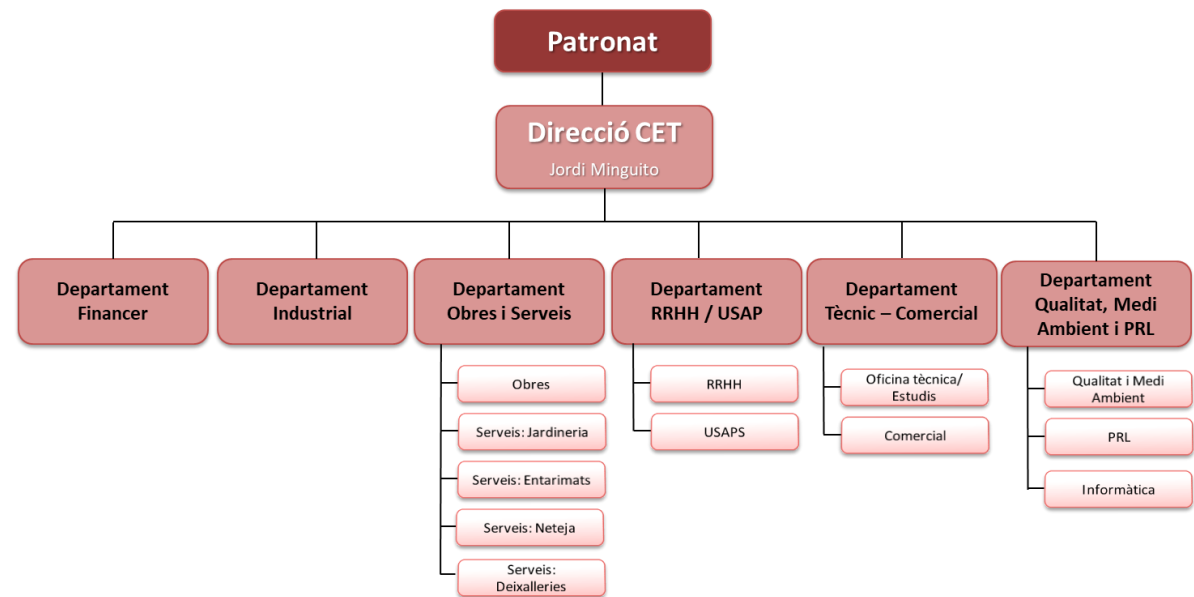 Patronat
Direcció CET
Jordi Minguito
Departament
Financer
Departament
Industrial
Departament
Obres i Serveis
Departament
RRHH / USAP
Departament
Tècnic – Comercial
Departament
Qualitat, Medi
Ambient i PRL
Obres
Serveis: Jardineria
Serveis: Entarimats
Serveis: Neteja
Serveis:
Deixalleries
RRHH
USAPS
Oficina tècnica/
Estudis
Comercial
Qualitat i Medi
Ambient
PRL
Informàtica